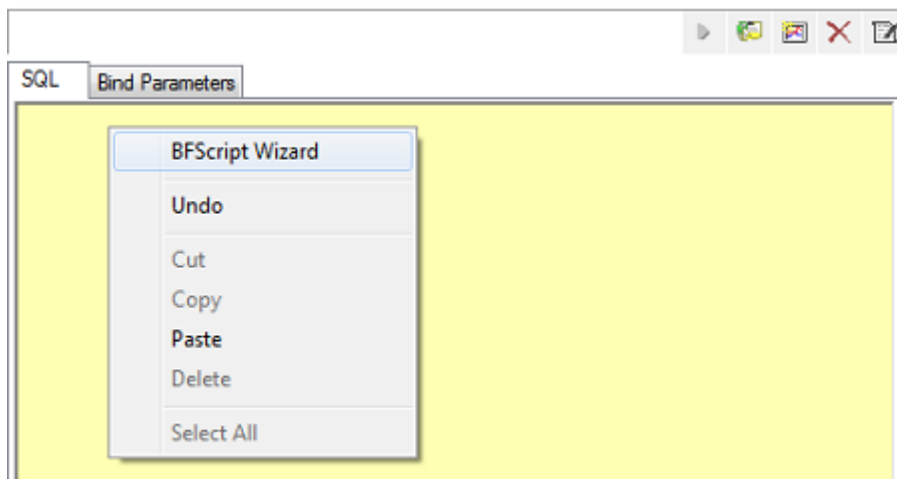 SQL
Bind Parameters
BFScript Wizard
Undo
Cut
Copy
Paste
Delete
Select All